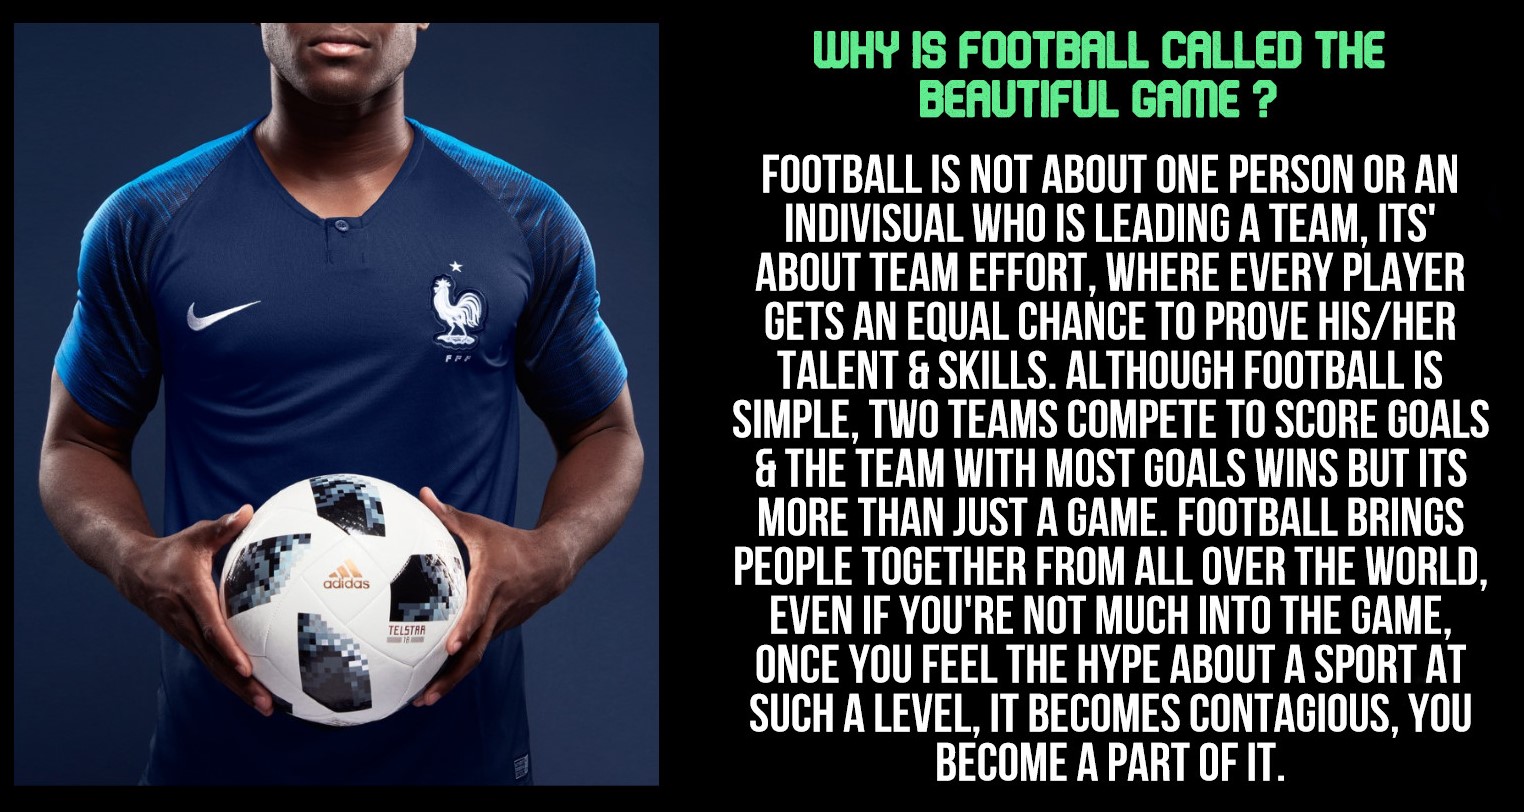 WHY IS FOOTBALL CALLED THE
BEAUTIFUL GAME ?
FOOTBALL IS NOT ABOUT ONE PERSON OR AN
INDIVISUAL WHO IS LEADING A TEAM, ITS'
ABOUT TEAM EFFORT, WHERE EVERY PLAYER
GETS AN EQUAL CHANCE TO PROVE HIS/HER
TALENT & SKILLS. ALTHOUGH FOOTBALL IS
SIMPLE, TWO TEAMS COMPETE TO SCORE GOALS
& THE TEAM WITH MOST GOALS WINS BUT ITS
MORE THAN JUST A GAME. FOOTBALL BRINGS
PEOPLE TOGETHER FROM ALL OVER THE WORLD,
EVEN IF YOU'RE NOT MUCH INTO THE GAME,
ONCE YOU FEEL THE HYPE ABOUT A SPORT AT
SUCH A LEVEL, IT BECOMES CONTAGIOUS, YOU
BECOME A PART OF IT.
FFF
adidas
TELSTAR
18